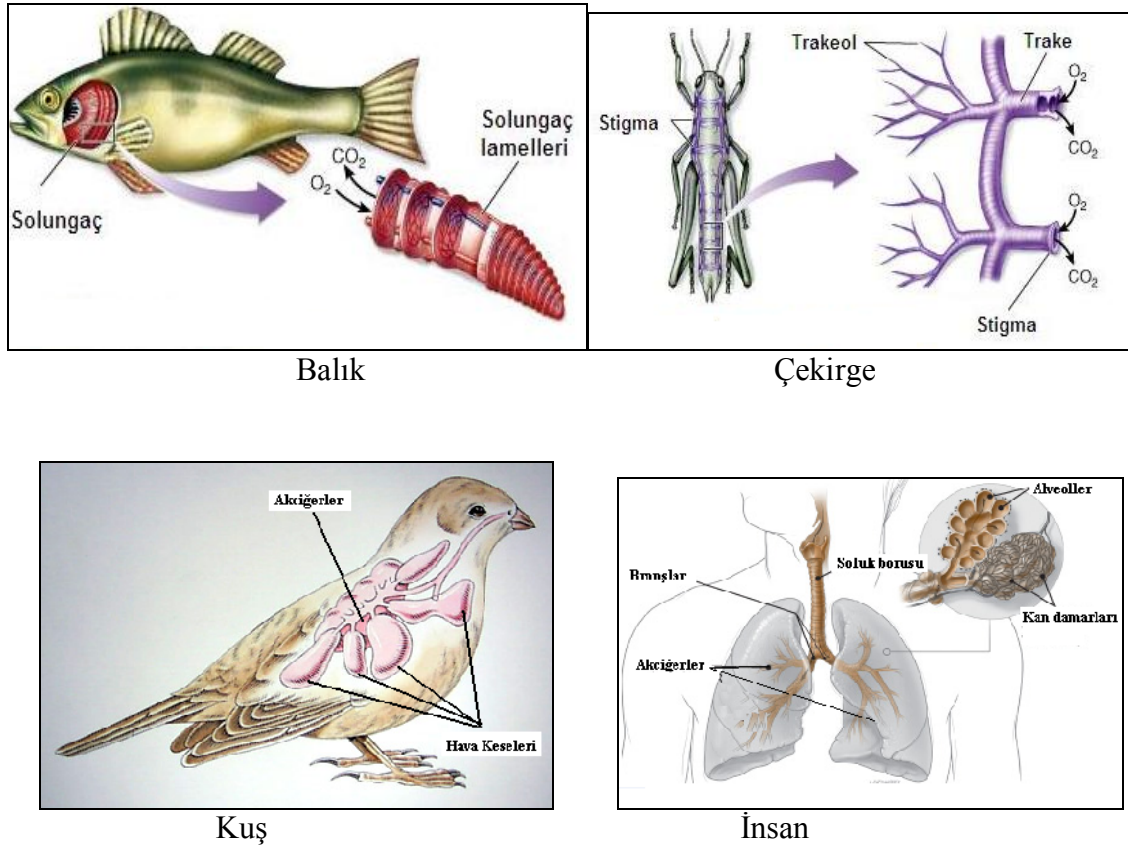 Solungaç
CO2
O2
Solungaç
lamelleri
Balık
Stigma
Trakeol
Trake
O2
CO2
O2
CO2
Stigma
Çekirge
Akciğerler
Hava Keseleri
Kuş
Alveoller
Soluk borusu
Bronşlar
Kan damarları
Akciğerler
İnsan